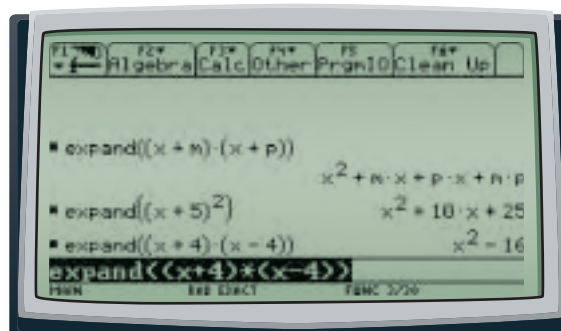 F1 F2 F3 F4 F5 F6
Algebra Calc Other PrgmIO Clean Up
▪ expand((x + m)·(x + p))
x² + m·x + p·x + m·p
▪ expand((x + 5)²) x² + 10·x + 25
▪ expand((x + 4)·(x − 4)) x² − 16
expand((x+4)*(x-4))
MAIN RAD EXACT FUNC 3/30